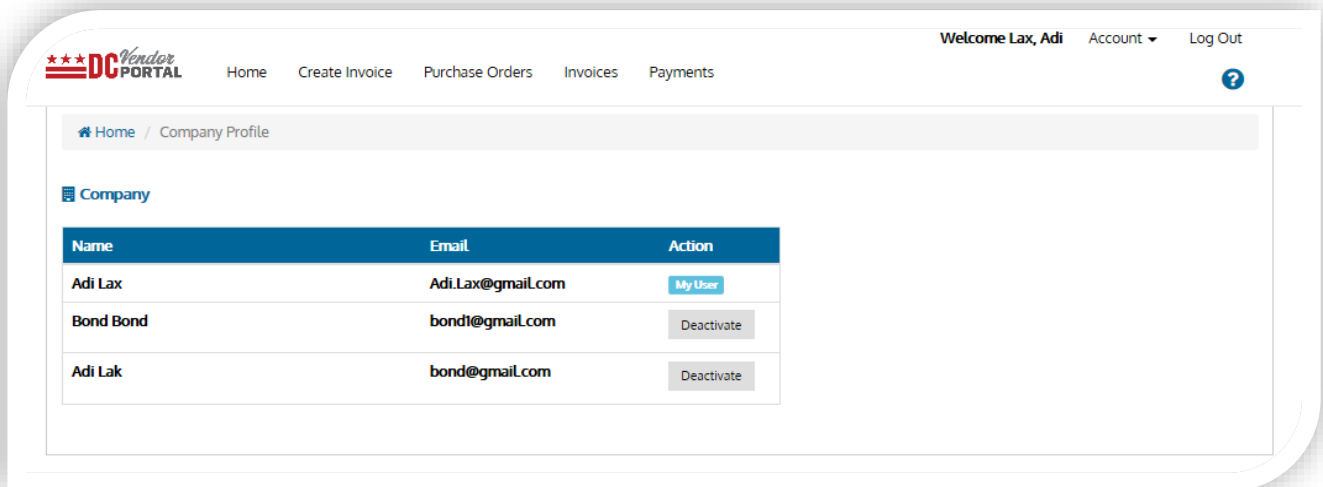 Welcome Lax, Adi Account Log Out
★★★ DC Vendor PORTAL Home Create Invoice Purchase Orders Invoices Payments ?
Home / Company Profile
Company
Name Email Action
Adi Lax Adi.Lax@gmail.com My User
Bond Bond bond1@gmail.com Deactivate
Adi Lak bond@gmail.com Deactivate